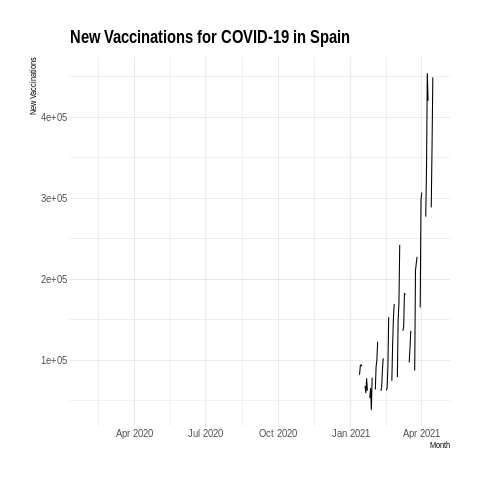 New Vaccinations for COVID-19 in Spain
New Vaccinations
4e+05
3e+05
2e+05
1e+05
Apr 2020 Jul 2020 Oct 2020 Jan 2021 Apr 2021
Month